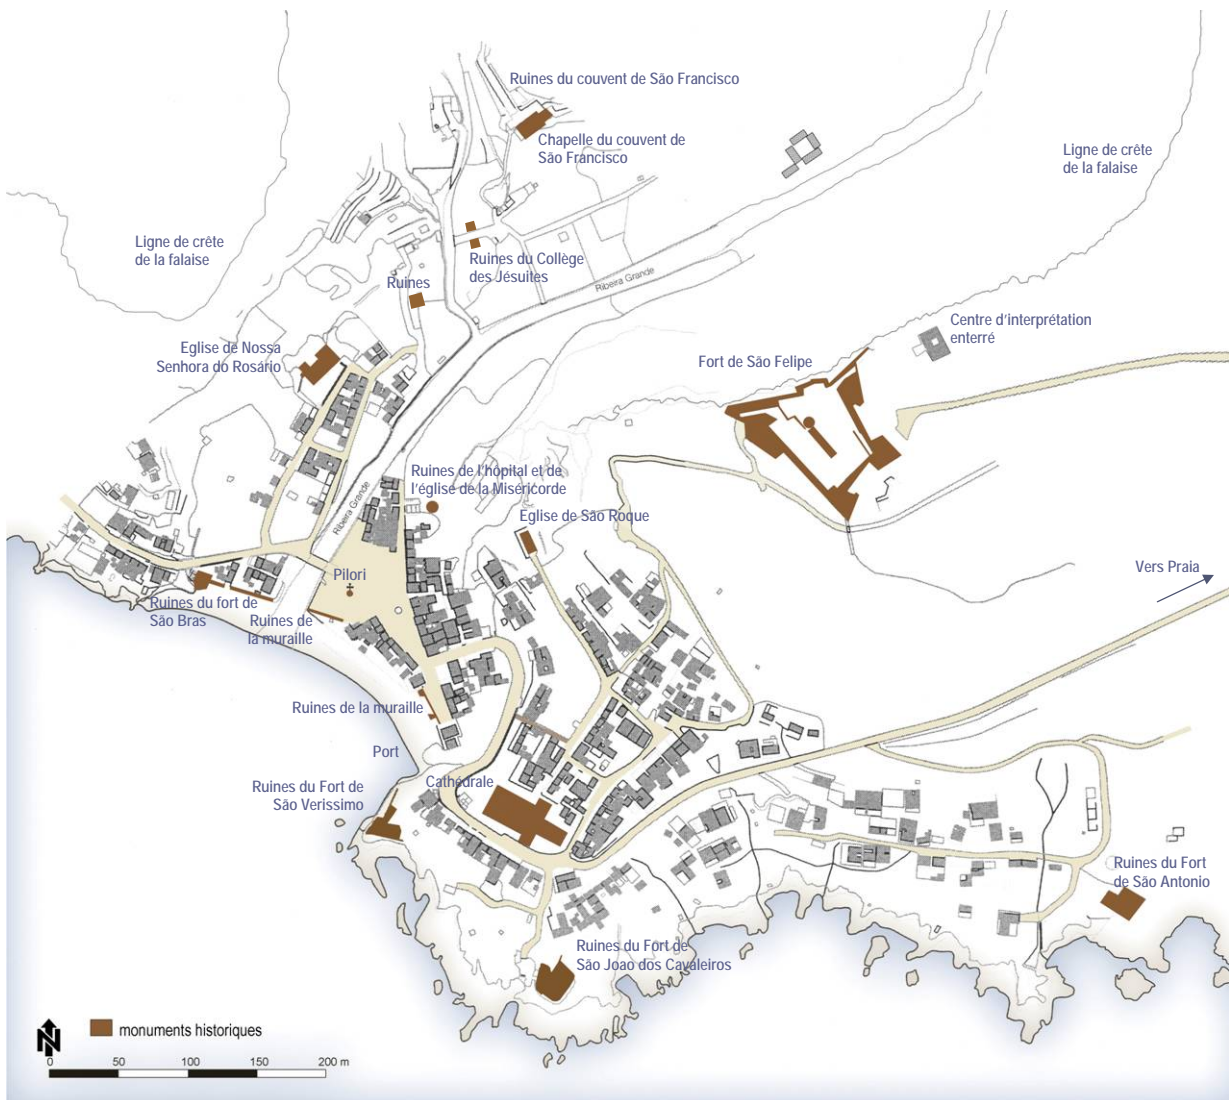 Ruines du couvent de São Francisco
Chapelle du couvent de
São Francisco
Ligne de crête
de la falaise
Ligne de crête
de la falaise
Ruines du Collège
des Jésuites
Ribeira Grande
Ruines
Centre d'interprétation
enterré
Eglise de Nossa
Senhora do Rosário
Fort de São Felipe
Ruines de l'hôpital et de
l'église de la Miséricorde
Ribeira Grande
Eglise de São Roque
Vers Praia
Pilori
Ruines du fort de
São Bras
Ruines de
la muraille
Ruines de la muraille
Port
Ruines du Fort de
São Verissimo
Cathédrale
Ruines du Fort
de São Antonio
Ruines du Fort de
São Joao dos Cavaleiros
N
monuments historiques
0 50 100 150 200 m